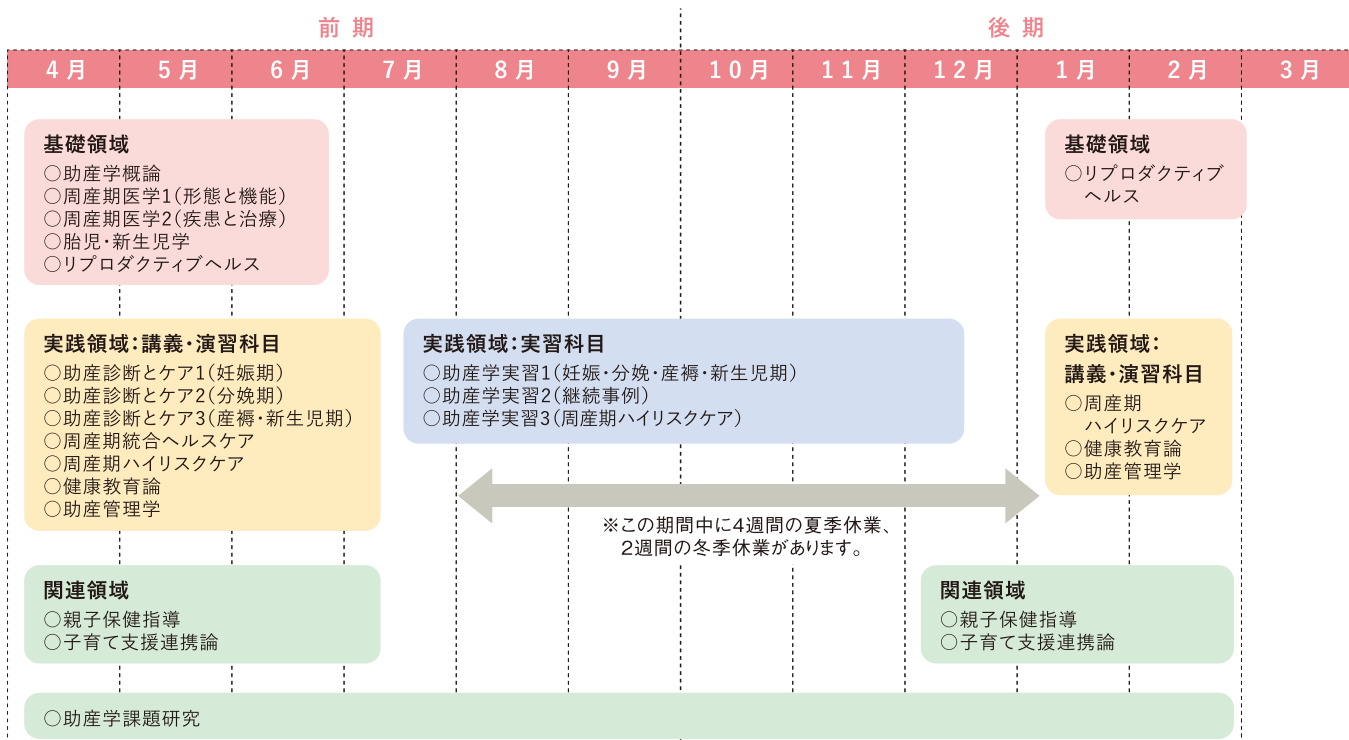 前期
後期
4月 5月 6月 7月 8月 9月 10月 11月 12月 1月 2月 3月
基礎領域
○助産学概論
○周産期医学1(形態と機能)
○周産期医学2(疾患と治療)
○胎児・新生児学
○リプロダクティブヘルス
基礎領域
○リプロダクティブ
ヘルス
実践領域:講義・演習科目
○助産診断とケア1(妊娠期)
○助産診断とケア2(分娩期)
○助産診断とケア3(産褥・新生児期)
○周産期統合ヘルスケア
○周産期ハイリスクケア
○健康教育論
○助産管理学
実践領域:実習科目
○助産学実習1(妊娠・分娩・産褥・新生児期)
○助産学実習2(継続事例)
○助産学実習3(周産期ハイリスクケア)
実践領域:
講義・演習科目
○周産期
ハイリスクケア
○健康教育論
○助産管理学
※この期間中に4週間の夏季休業、
2週間の冬季休業があります。
関連領域
○親子保健指導
○子育て支援連携論
関連領域
○親子保健指導
○子育て支援連携論
○助産学課題研究